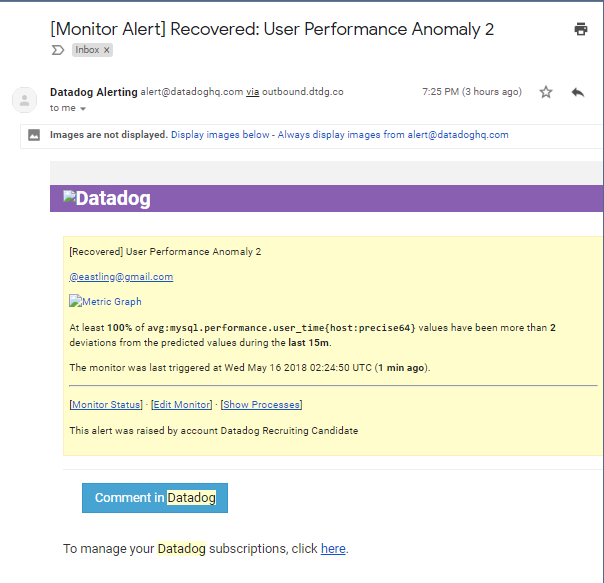 [Monitor Alert] Recovered: User Performance Anomaly 2
Inbox x
Datadog Alerting alert@datadoghq.com via outbound.dtdg.co 7:25 PM (3 hours ago)
to me
Images are not displayed. Display images below - Always display images from alert@datadoghq.com
Datadog
[Recovered] User Performance Anomaly 2
@eastling@gmail.com
Metric Graph
At least 100% of avg:mysql.performance.user_time{host:precise64} values have been more than 2
deviations from the predicted values during the last 15m.
The monitor was last triggered at Wed May 16 2018 02:24:50 UTC (1 min ago).
[Monitor Status] · [Edit Monitor] · [Show Processes]
This alert was raised by account Datadog Recruiting Candidate
Comment in Datadog
To manage your Datadog subscriptions, click here.